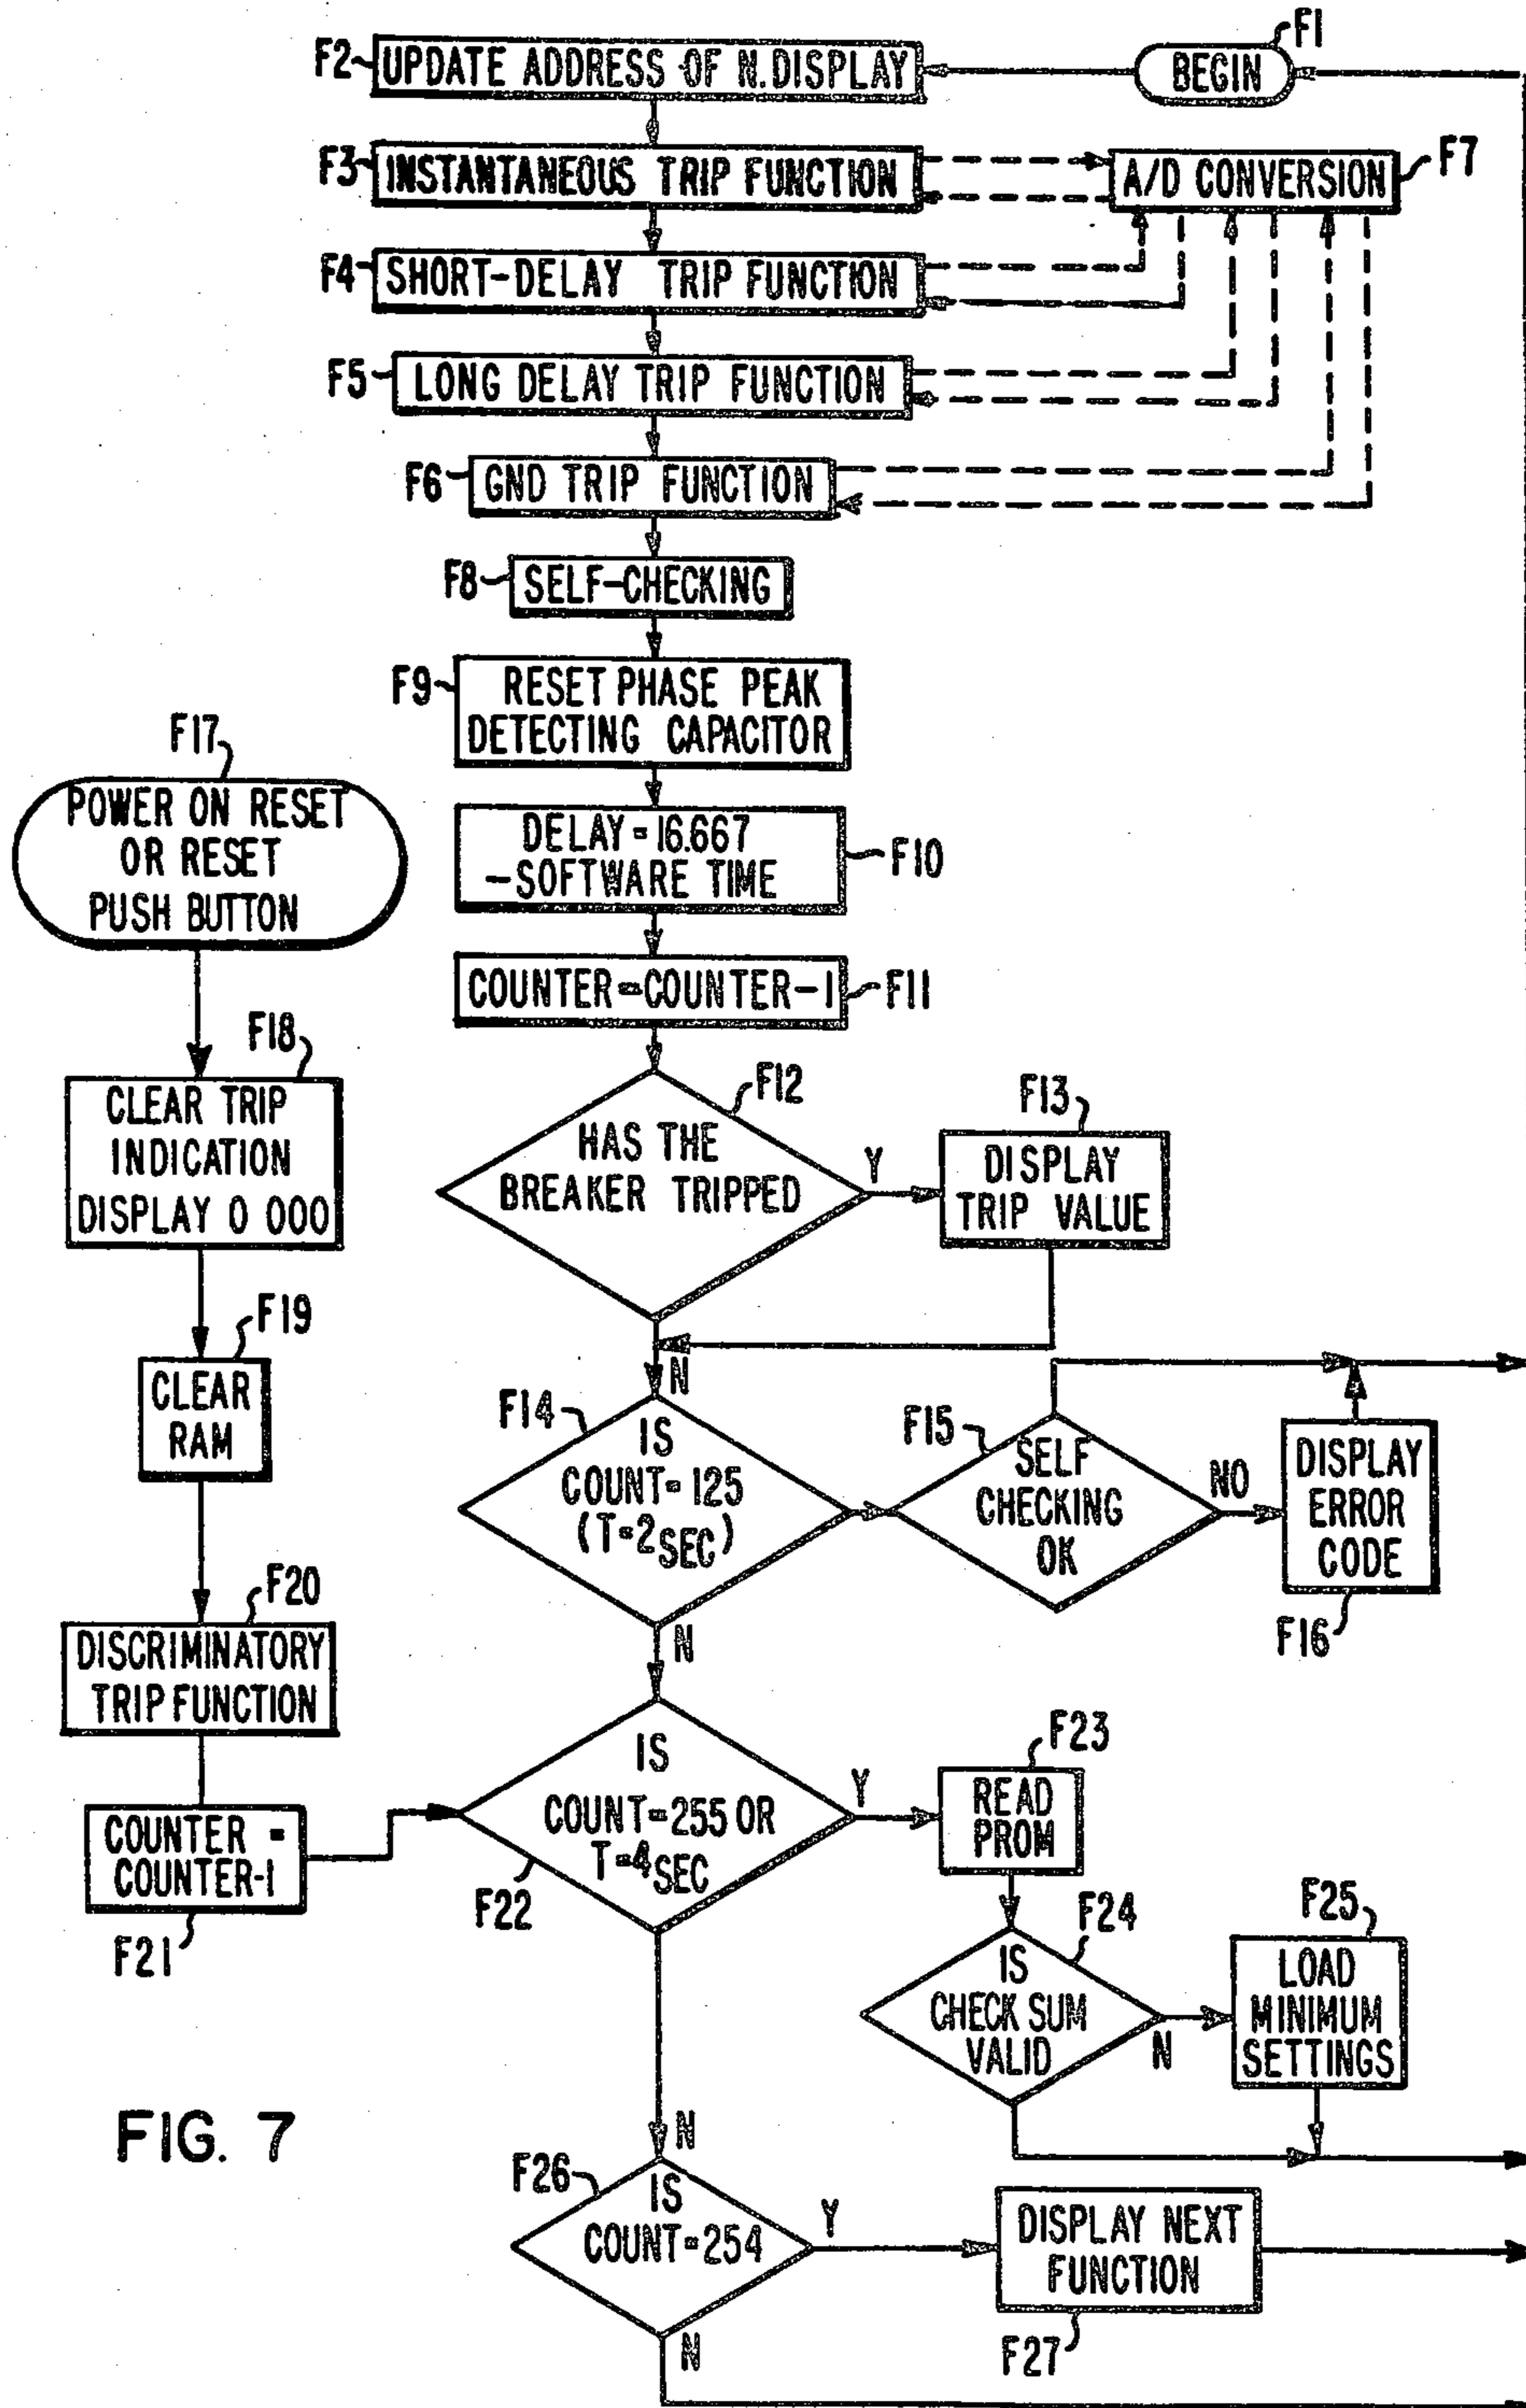 F1
BEGIN
F2
UPDATE ADDRESS OF N.DISPLAY
F3
INSTANTANEOUS TRIP FUNCTION
A/D CONVERSION
F7
F4
SHORT-DELAY TRIP FUNCTION
F5
LONG DELAY TRIP FUNCTION
F6
GND TRIP FUNCTION
F8
SELF-CHECKING
F9
RESET PHASE PEAK
DETECTING CAPACITOR
DELAY=16.667
-SOFTWARE TIME
F10
COUNTER=COUNTER-1
F11
F12
HAS THE
BREAKER TRIPPED
Y
N
F13
DISPLAY
TRIP VALUE
F14
IS
COUNT=125
(T=2SEC)
N
F15
SELF
CHECKING
OK
NO
DISPLAY
ERROR
CODE
F16
F17
POWER ON RESET
OR RESET
PUSH BUTTON
F18
CLEAR TRIP
INDICATION
DISPLAY 0 000
F19
CLEAR
RAM
F20
DISCRIMINATORY
TRIP FUNCTION
COUNTER =
COUNTER-1
F21
IS
COUNT=255 OR
T=4SEC
F22
Y
N
F23
READ
PROM
F24
IS
CHECK SUM
VALID
N
F25
LOAD
MINIMUM
SETTINGS
F26
IS
COUNT=254
Y
N
DISPLAY NEXT
FUNCTION
F27
FIG. 7